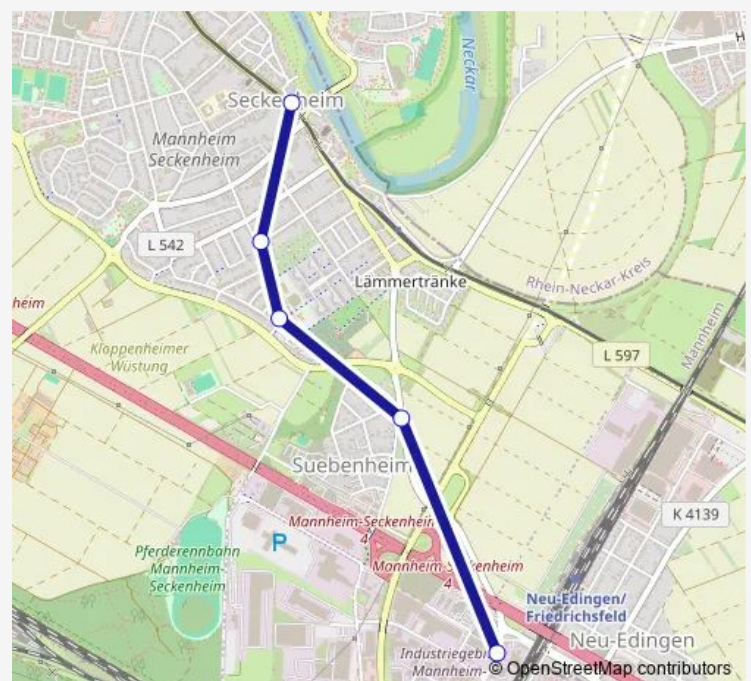 Seckenheim
Neckar
Mannheim
Seckenheim
L 542
Lämmertränke
Rhein-Neckar-Kreis
heim
Kloppenheimer
Wüstung
L 597
Mannheim
Suebenheim
K 4139
Mannheim-Seckenheim
4
P
Pferderennbahn
Mannheim-
Seckenheim
Mannheim-Seckenheim
4
Neu-Edingen/
Friedrichsfeld
Neu-Edingen
Industriegebi
Mannheim-
© OpenStreetMap contributors